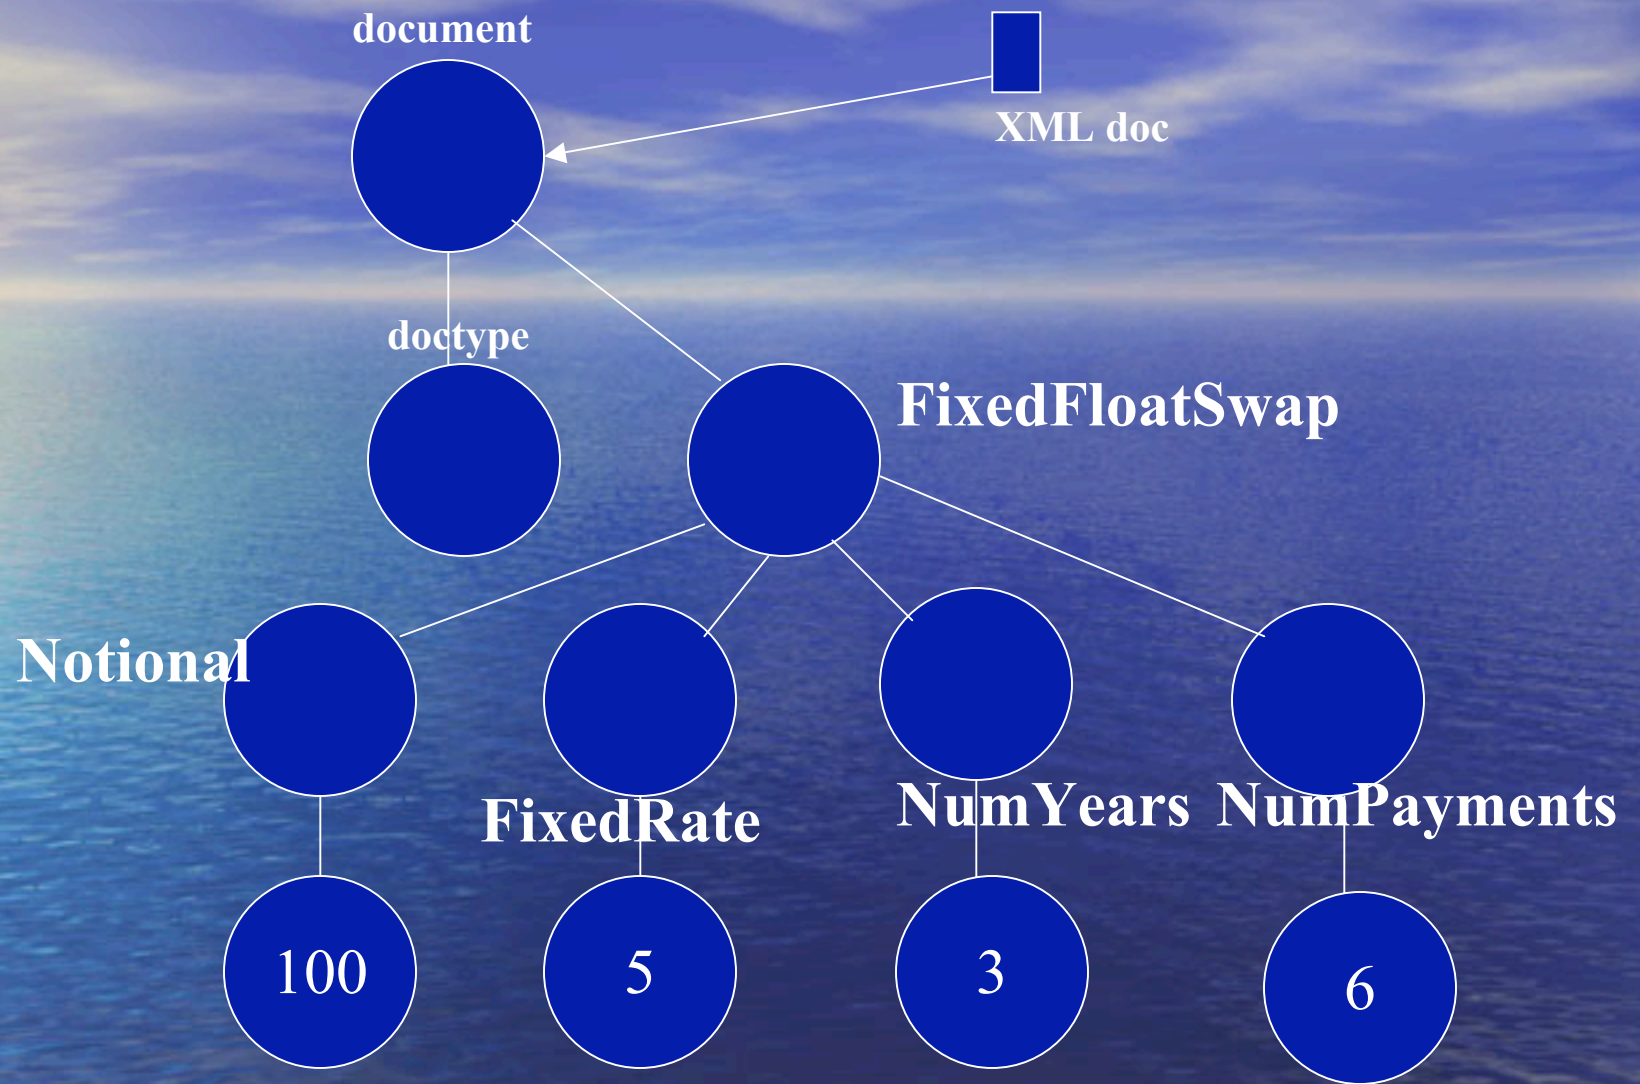 document
XML doc
doctype
FixedFloatSwap
Notional
FixedRate
NumYears
NumPayments
100
5
3
6